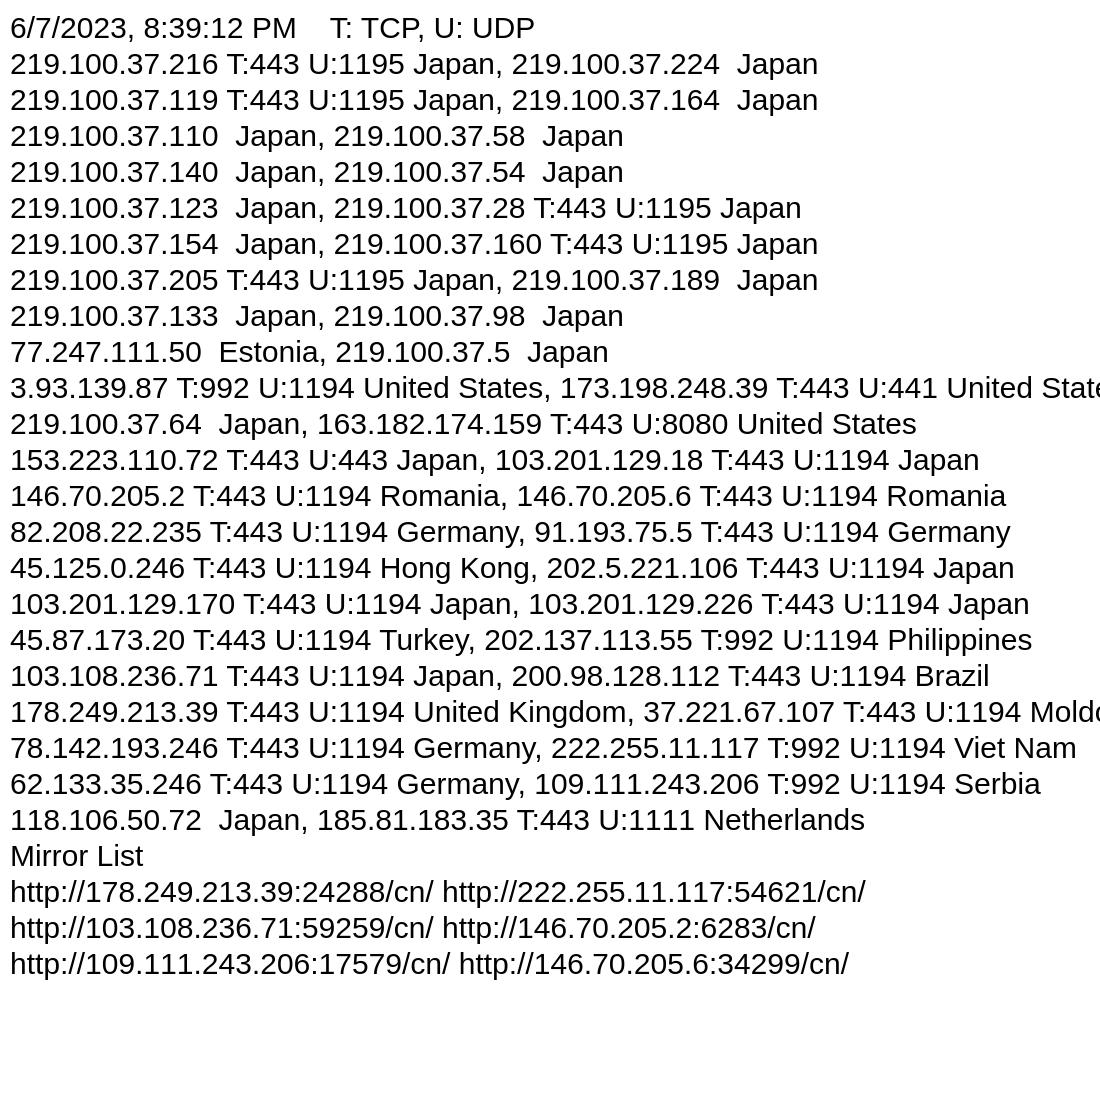 6/7/2023, 8:39:12 PM    T: TCP, U: UDP
219.100.37.216 T:443 U:1195 Japan, 219.100.37.224  Japan
219.100.37.119 T:443 U:1195 Japan, 219.100.37.164  Japan
219.100.37.110  Japan, 219.100.37.58  Japan
219.100.37.140  Japan, 219.100.37.54  Japan
219.100.37.123  Japan, 219.100.37.28 T:443 U:1195 Japan
219.100.37.154  Japan, 219.100.37.160 T:443 U:1195 Japan
219.100.37.205 T:443 U:1195 Japan, 219.100.37.189  Japan
219.100.37.133  Japan, 219.100.37.98  Japan
77.247.111.50  Estonia, 219.100.37.5  Japan
3.93.139.87 T:992 U:1194 United States, 173.198.248.39 T:443 U:441 United State
219.100.37.64  Japan, 163.182.174.159 T:443 U:8080 United States
153.223.110.72 T:443 U:443 Japan, 103.201.129.18 T:443 U:1194 Japan
146.70.205.2 T:443 U:1194 Romania, 146.70.205.6 T:443 U:1194 Romania
82.208.22.235 T:443 U:1194 Germany, 91.193.75.5 T:443 U:1194 Germany
45.125.0.246 T:443 U:1194 Hong Kong, 202.5.221.106 T:443 U:1194 Japan
103.201.129.170 T:443 U:1194 Japan, 103.201.129.226 T:443 U:1194 Japan
45.87.173.20 T:443 U:1194 Turkey, 202.137.113.55 T:992 U:1194 Philippines
103.108.236.71 T:443 U:1194 Japan, 200.98.128.112 T:443 U:1194 Brazil
178.249.213.39 T:443 U:1194 United Kingdom, 37.221.67.107 T:443 U:1194 Moldo
78.142.193.246 T:443 U:1194 Germany, 222.255.11.117 T:992 U:1194 Viet Nam
62.133.35.246 T:443 U:1194 Germany, 109.111.243.206 T:992 U:1194 Serbia
118.106.50.72  Japan, 185.81.183.35 T:443 U:1111 Netherlands
Mirror List
http://178.249.213.39:24288/cn/ http://222.255.11.117:54621/cn/
http://103.108.236.71:59259/cn/ http://146.70.205.2:6283/cn/
http://109.111.243.206:17579/cn/ http://146.70.205.6:34299/cn/